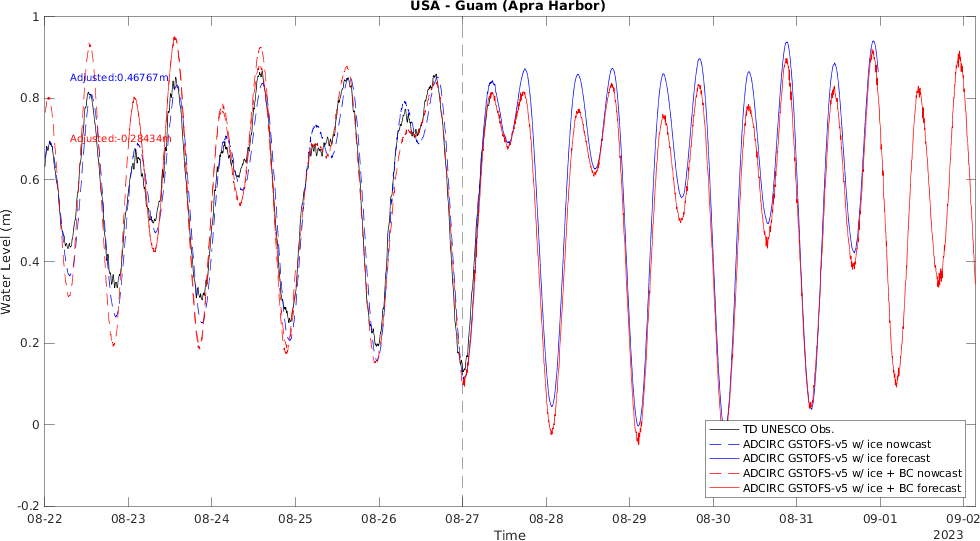 USA - Guam (Apra Harbor)
Water Level (m)
1
0.8
0.6
0.4
0.2
0
-0.2
Adjusted:0.46767m
Adjusted:-0.28434m
TD UNESCO Obs.
ADCIRC GSTOFS-v5 w/ ice nowcast
ADCIRC GSTOFS-v5 w/ ice forecast
ADCIRC GSTOFS-v5 w/ ice + BC nowcast
ADCIRC GSTOFS-v5 w/ ice + BC forecast
08-22 08-23 08-24 08-25 08-26 08-27 08-28 08-29 08-30 08-31 09-01 09-02
Time
2023